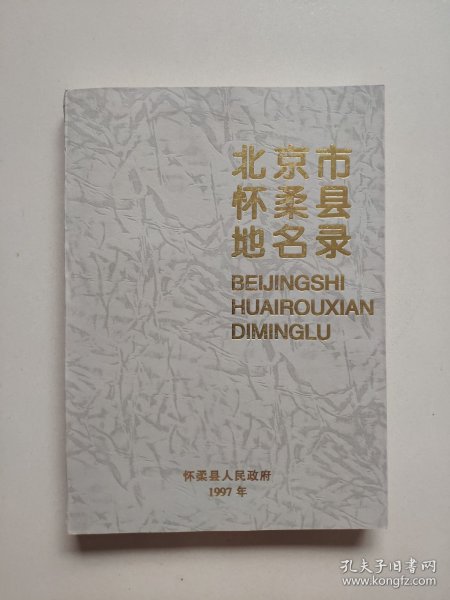 北京市
怀柔县
地名录
BEIJINGSHI
HUAIROUXIAN
DIMINGLU
怀柔县人民政府
1997年
孔夫子旧书网
www.kongfz.com